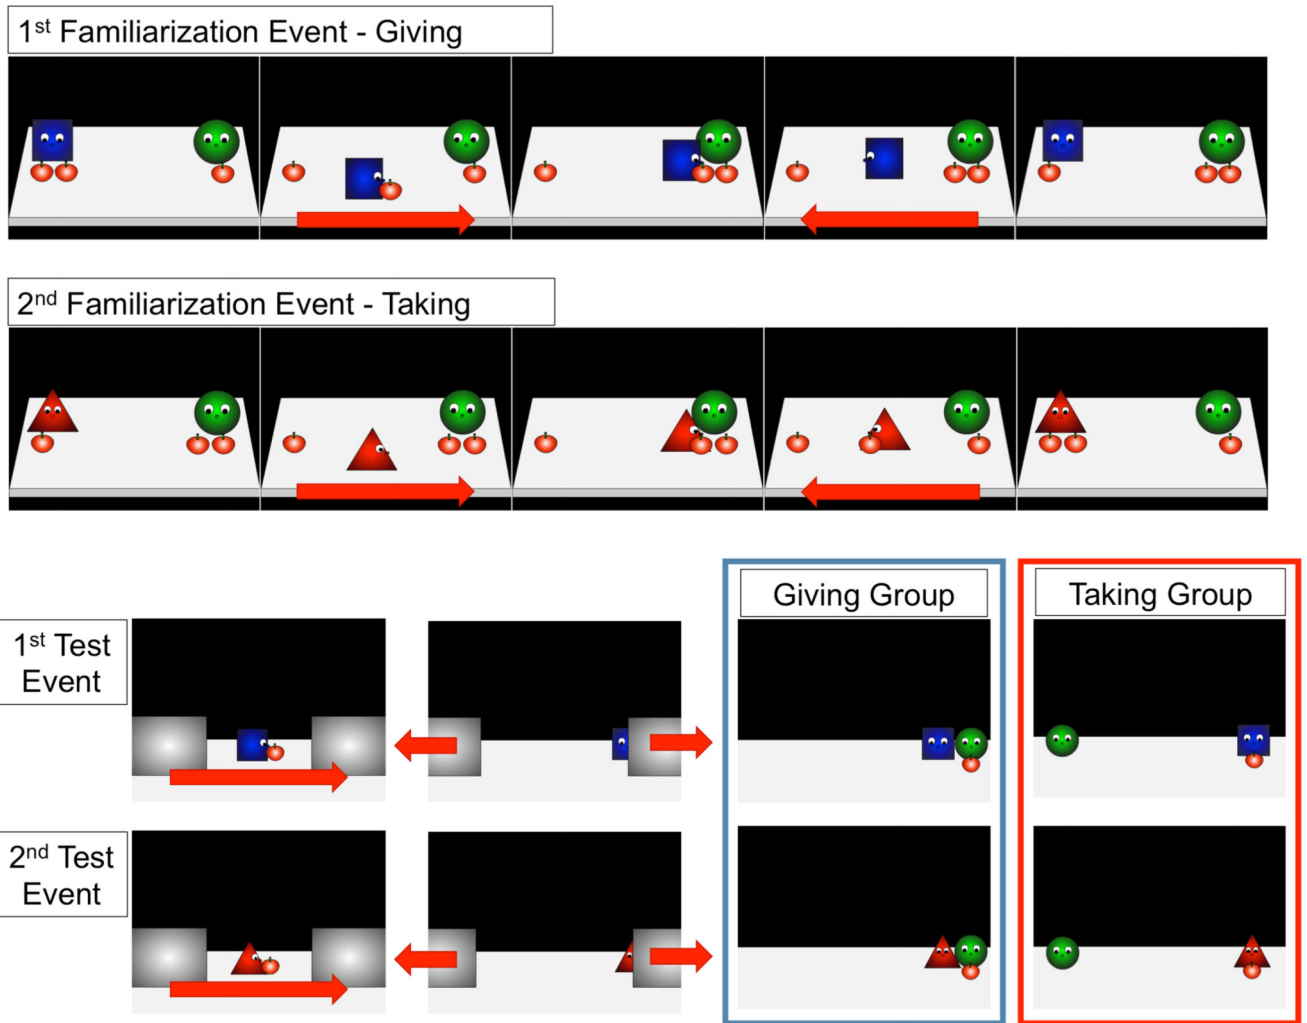 1st Familiarization Event - Giving
2nd Familiarization Event - Taking
Giving Group
Taking Group
1st Test
Event
2nd Test
Event